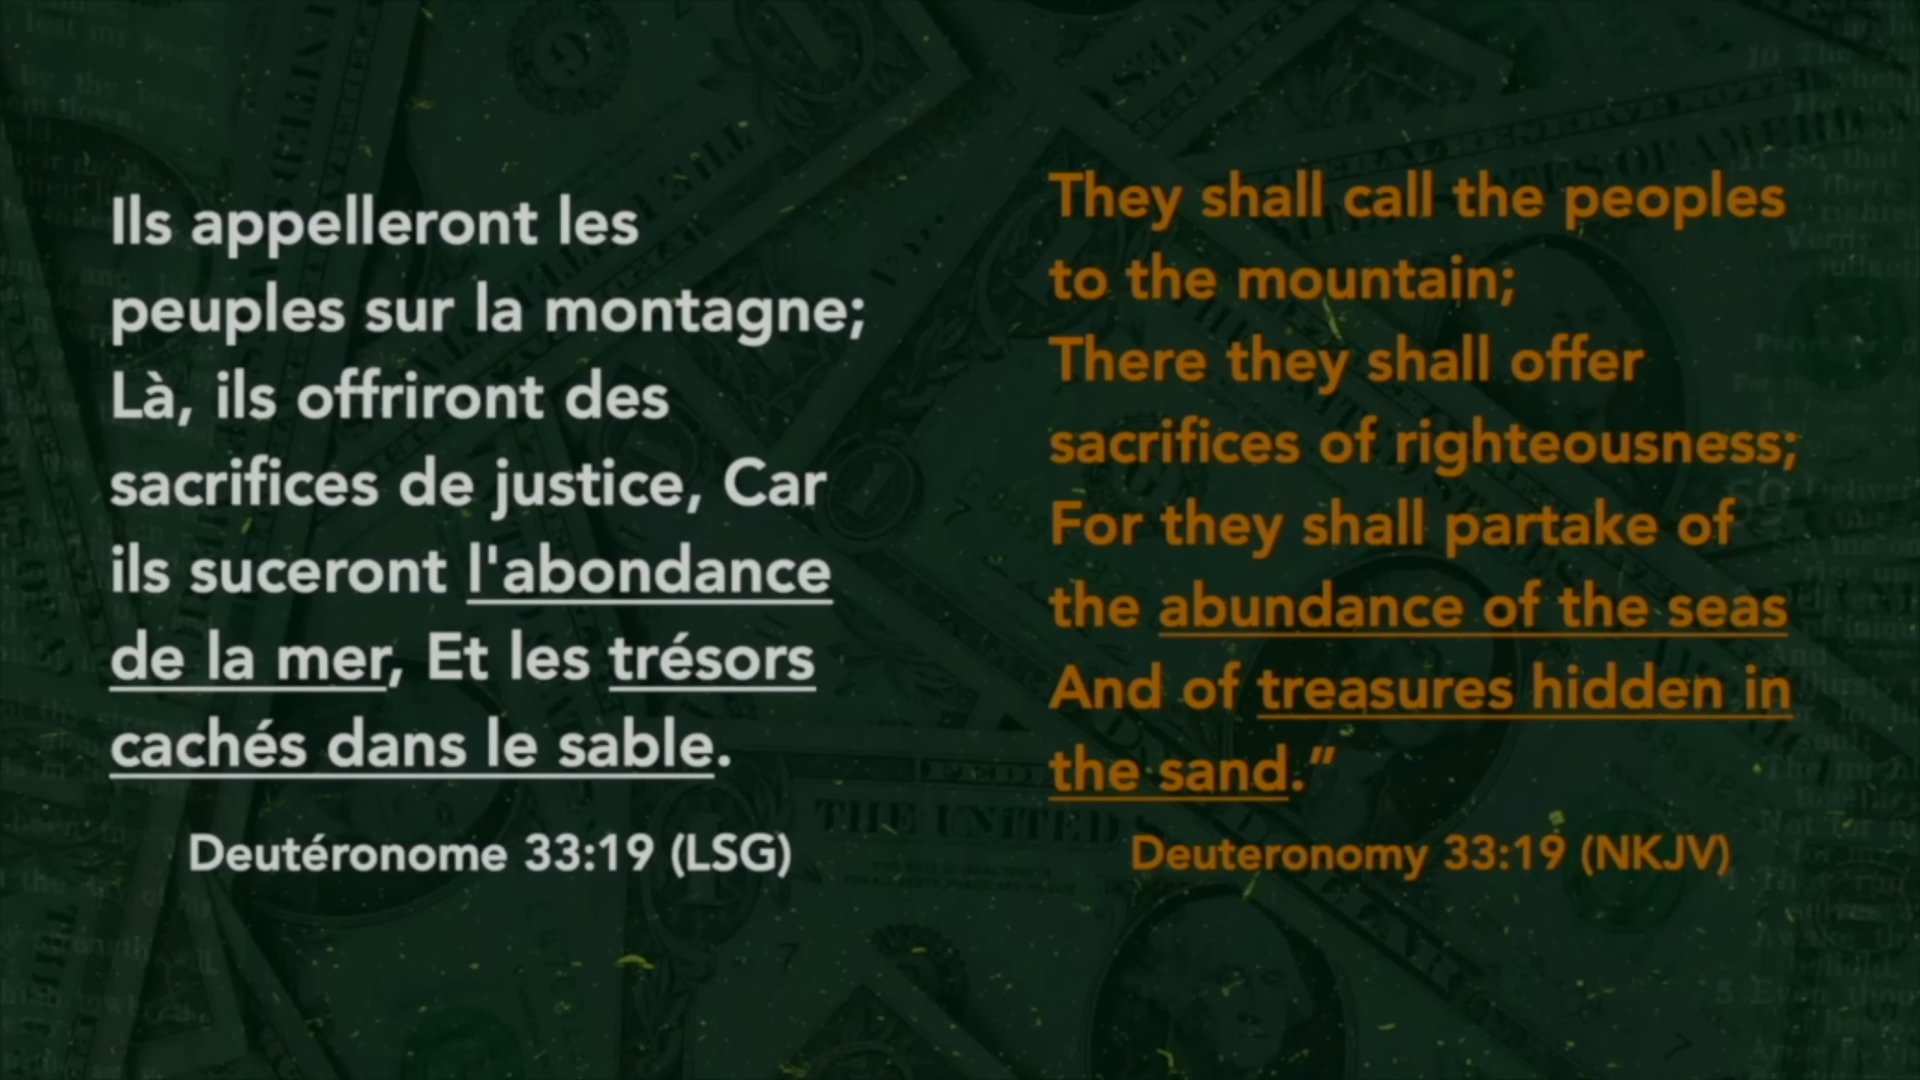 Ils appelleront les
peuples sur la montagne;
Là, ils offriront des
sacrifices de justice, Car
ils suceront l'abondance
de la mer, Et les trésors
cachés dans le sable.
Deutéronome 33:19 (LSG)
They shall call the peoples
to the mountain;
There they shall offer
sacrifices of righteousness;
For they shall partake of
the abundance of the seas
And of treasures hidden in
the sand.”
Deuteronomy 33:19 (NKJV)
THE UNITED